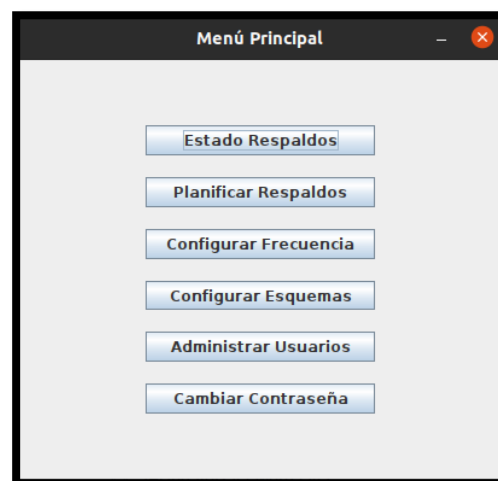 Menú Principal
Estado Respaldos
Planificar Respaldos
Configurar Frecuencia
Configurar Esquemas
Administrar Usuarios
Cambiar Contraseña